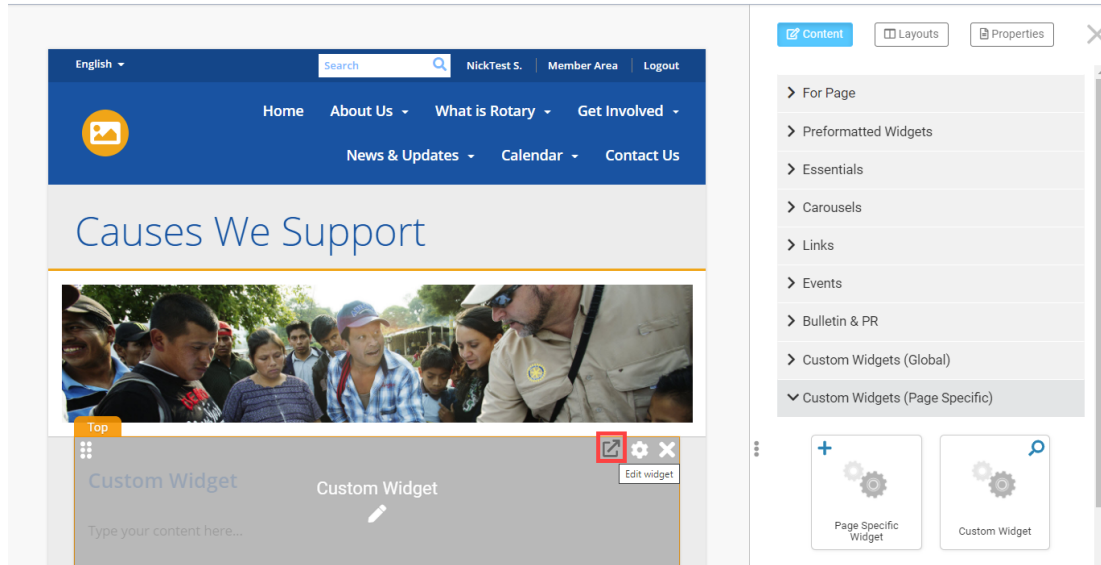 English
Search
NickTest S.
Member Area
Logout
Home
About Us
What is Rotary
Get Involved
News & Updates
Calendar
Contact Us
Causes We Support
Top
Custom Widget
Custom Widget
Edit widget
Type your content here...
Content
Layouts
Properties
For Page
Preformatted Widgets
Essentials
Carousels
Links
Events
Bulletin & PR
Custom Widgets (Global)
Custom Widgets (Page Specific)
Page Specific
Widget
Custom Widget